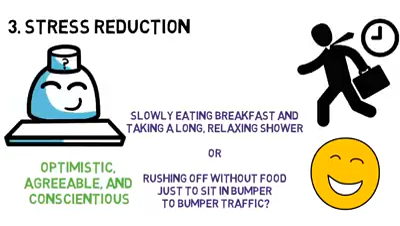 3. STRESS REDUCTION
?
SLOWLY EATING BREAKFAST AND
TAKING A LONG, RELAXING SHOWER
OR
RUSHING OFF WITHOUT FOOD
JUST TO SIT IN BUMPER
TO BUMPER TRAFFIC?
OPTIMISTIC,
AGREEABLE, AND
CONSCIENTIOUS